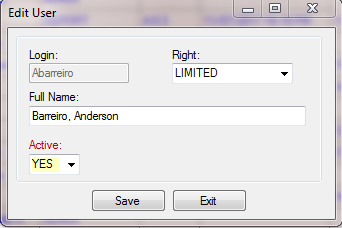 Edit User
Login: Right:
Abarreiro LIMITED
Full Name:
Barreiro, Anderson
Active:
YES
Save Exit